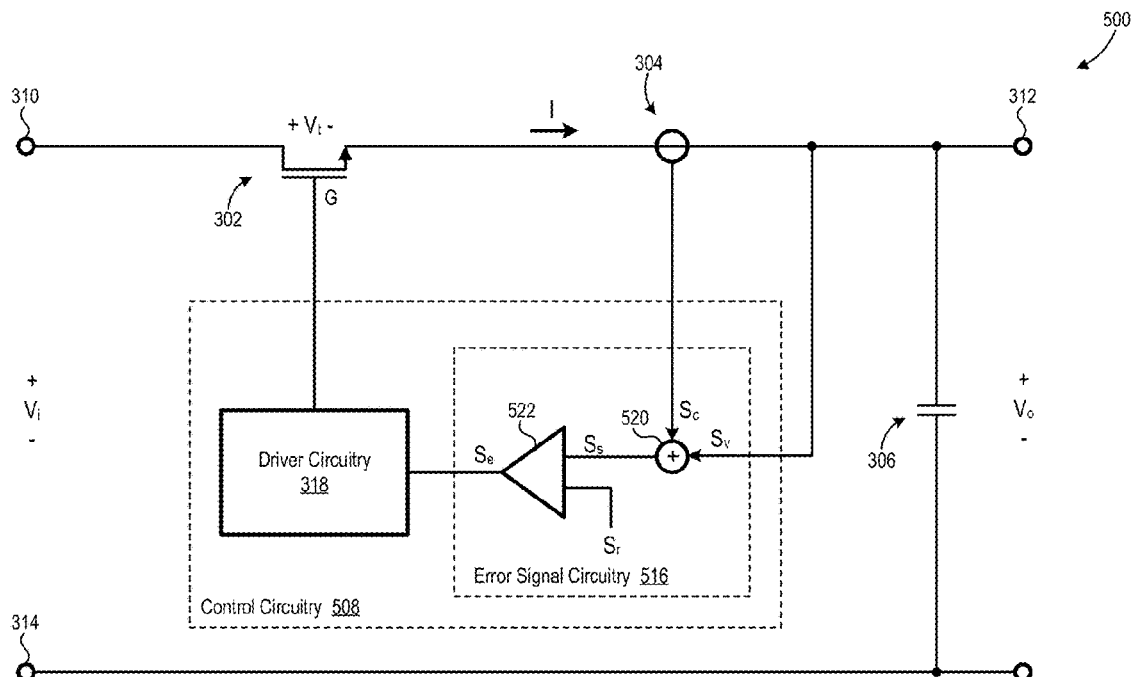 500
304
310
312
I
+ Vt -
302
G
+
Vi
-
+
Vo
-
522
520
Sc
Sv
306
Driver Circuitry
318
Se
Ss
+
Sr
Error Signal Circuitry 516
Control Circuitry 508
314